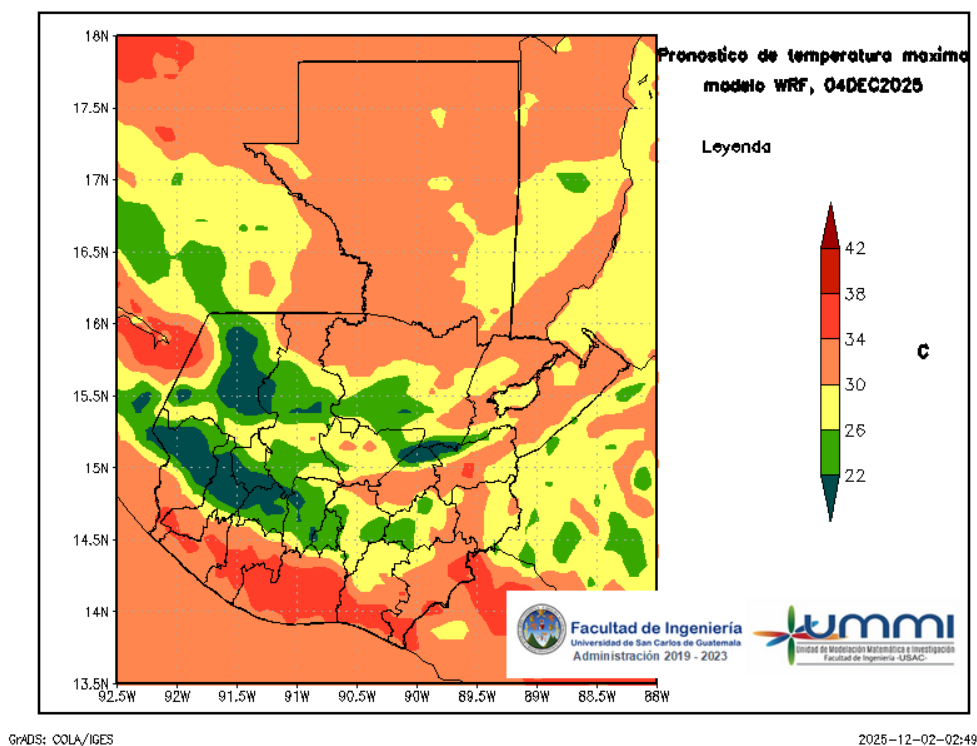 Pronostico de temperatura maxima
modelo WRF, 04DEC2025
Leyenda
42
38
34
30
26
22
C
18N
17.5N
17N
16.5N
16N
15.5N
15N
14.5N
14N
13.5N
92.5W
92W
91.5W
91W
90.5W
90W
89.5W
89W
88.5W
88W
Facultad de Ingeniería
Universidad de San Carlos de Guatemala
Administración 2019 - 2023
ummi
Unidad de Modelación Matemática e Investigación
Facultad de Ingeniería -USAC-
GrADS: COLA/IGES
2025-12-02-02:49